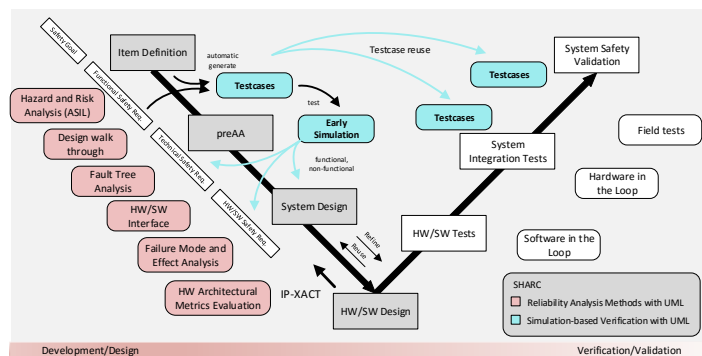 Safety Goal
Item Definition
automatic
generate
Testcase reuse
System Safety
Validation
Functional Safety Req.
Testcases
Testcases
Hazard and Risk
Analysis (ASIL)
test
Testcases
Field tests
preAA
Early
Simulation
Design walk
through
Technical Safety Req.
functional,
non-functional
System
Integration Tests
Fault Tree
Analysis
Hardware in
the Loop
HW/SW
Interface
HW/SW Safety Req.
System Design
HW/SW Tests
Refine
Reuse
Software in the
Loop
Failure Mode and
Effect Analysis
HW Architectural
Metrics Evaluation
IP-XACT
HW/SW Design
SHARC
Reliability Analysis Methods with UML
Simulation-based Verification with UML
Development/Design
Verification/Validation